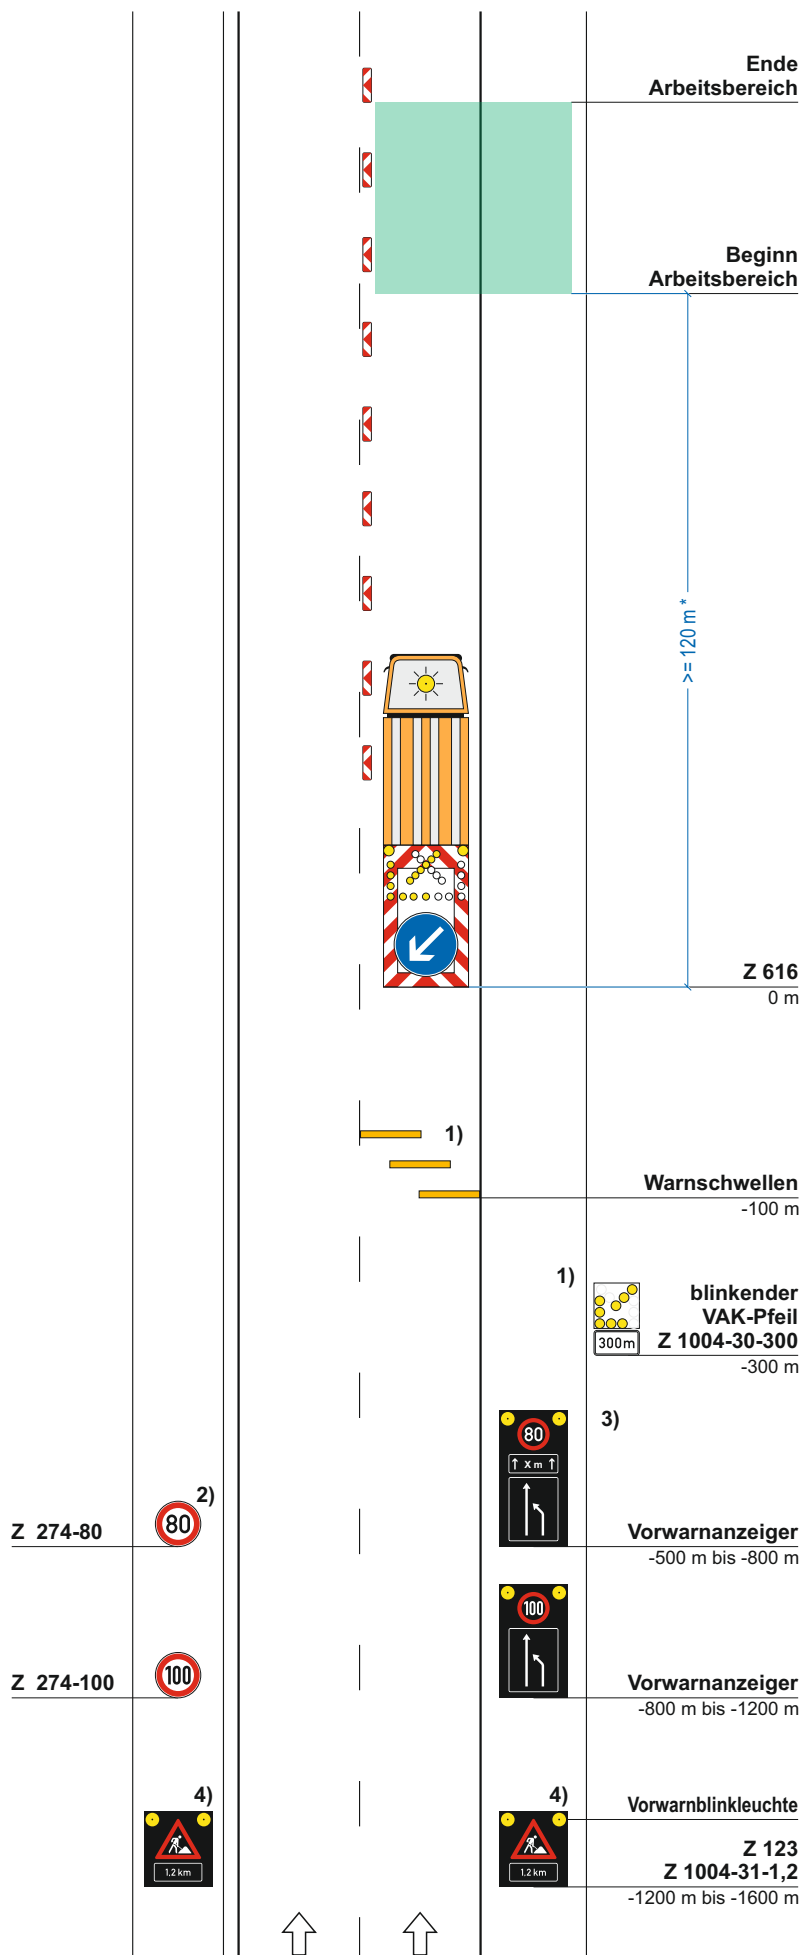 Ende
Arbeitsbereich
Beginn
Arbeitsbereich
>= 120 m *
Z 616
0 m
1)
Warnschwellen
-100 m
1)
blinkender
VAK-Pfeil
300m
Z 1004-30-300
-300 m
3)
80
↑ X m ↑
2)
80
Z 274-80
Vorwarnanzeiger
-500 m bis -800 m
100
100
Z 274-100
Vorwarnanzeiger
-800 m bis -1200 m
4)
4)
Vorwarnblinkleuchte
1,2 km
1,2 km
Z 123
Z 1004-31-1,2
-1200 m bis -1600 m